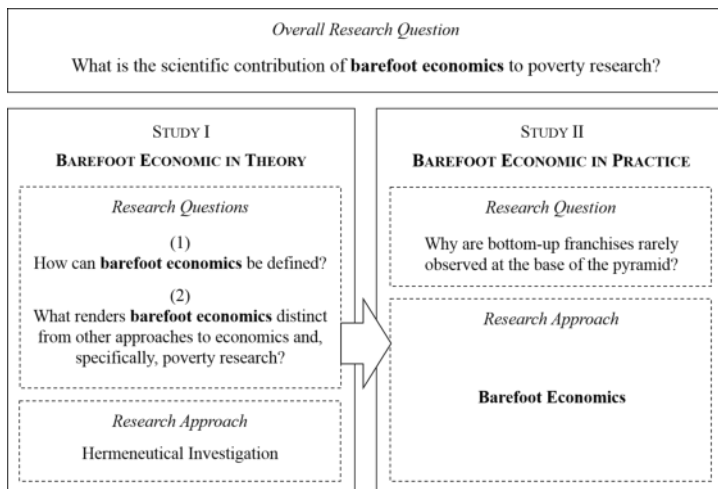 Overall Research Question
What is the scientific contribution of barefoot economics to poverty research?
STUDY I
BAREFOOT ECONOMIC IN THEORY
Research Questions
(1)
How can barefoot economics be defined?
(2)
What renders barefoot economics distinct
from other approaches to economics and,
specifically, poverty research?
Research Approach
Hermeneutical Investigation
STUDY II
BAREFOOT ECONOMIC IN PRACTICE
Research Question
Why are bottom-up franchises rarely
observed at the base of the pyramid?
Research Approach
Barefoot Economics